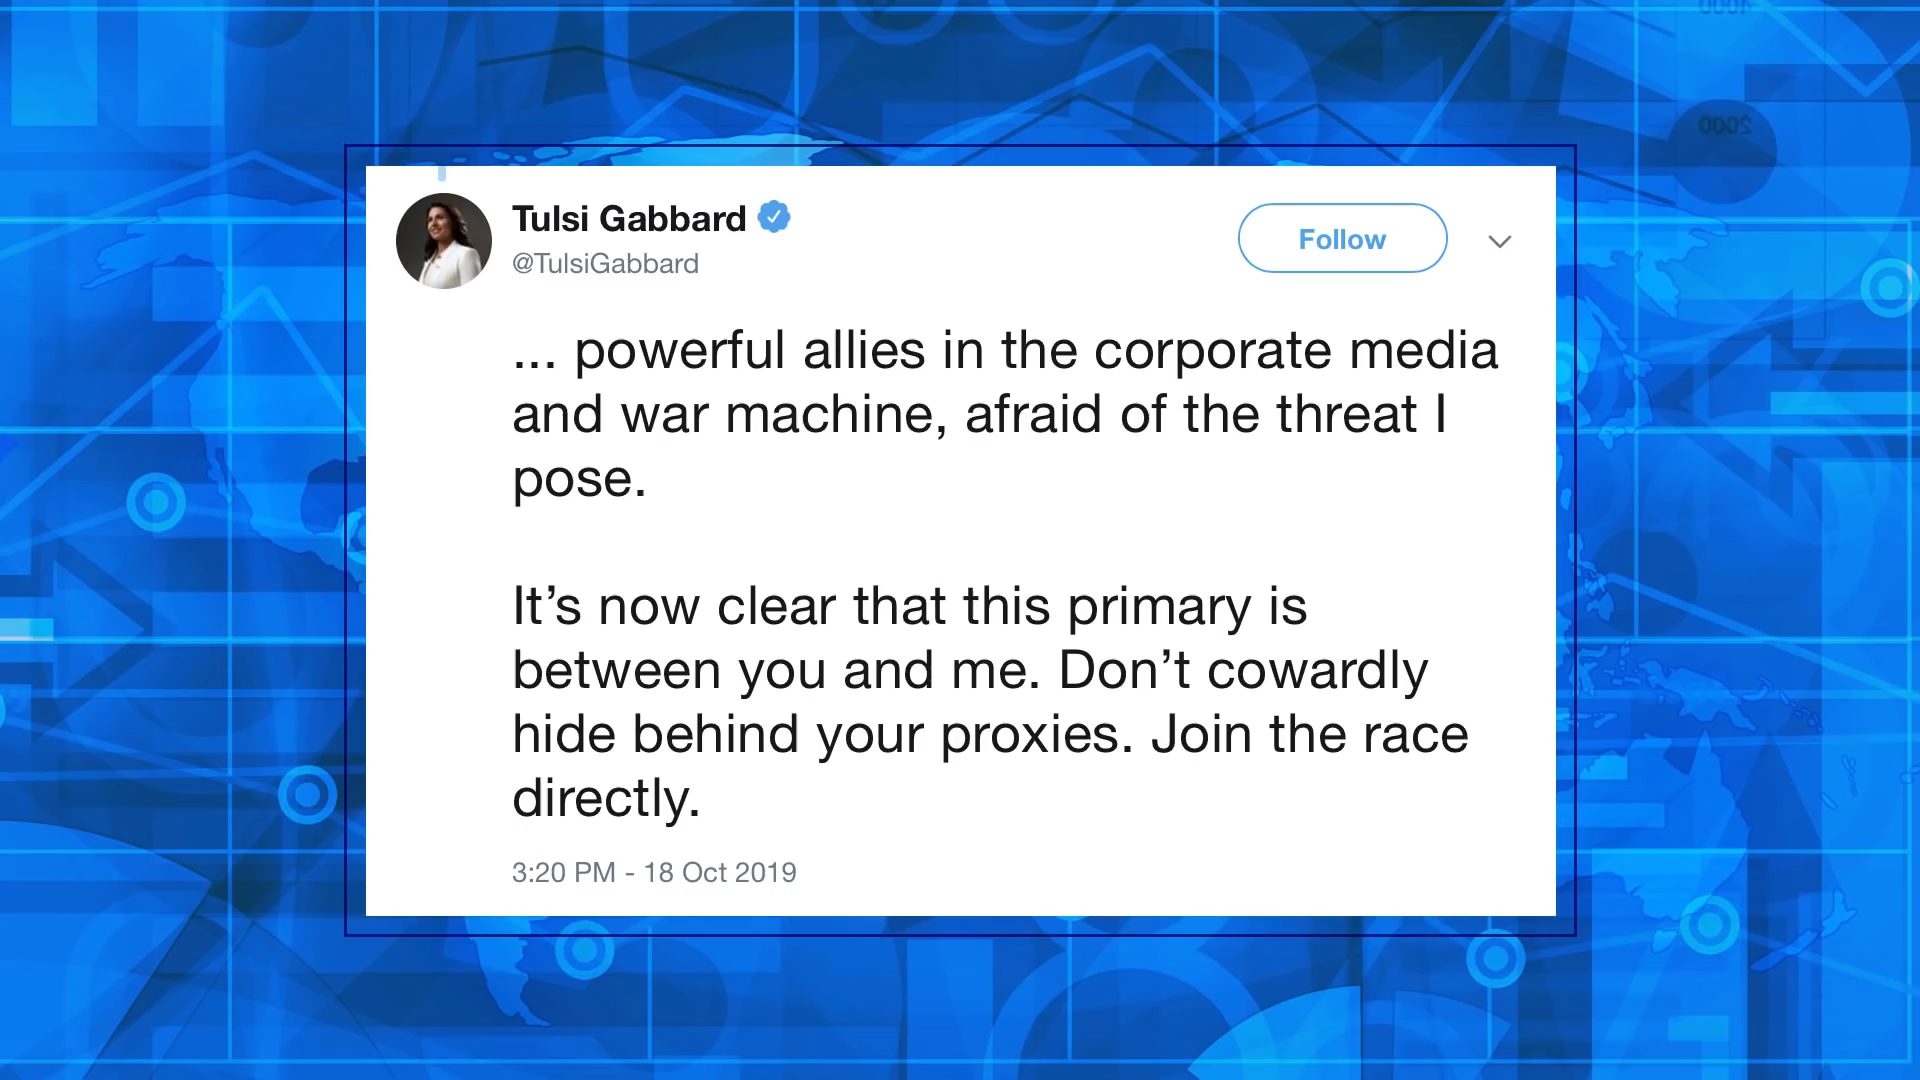 Tulsi Gabbard
@TulsiGabbard
Follow
... powerful allies in the corporate media
and war machine, afraid of the threat I
pose.
It’s now clear that this primary is
between you and me. Don’t cowardly
hide behind your proxies. Join the race
directly.
3:20 PM - 18 Oct 2019